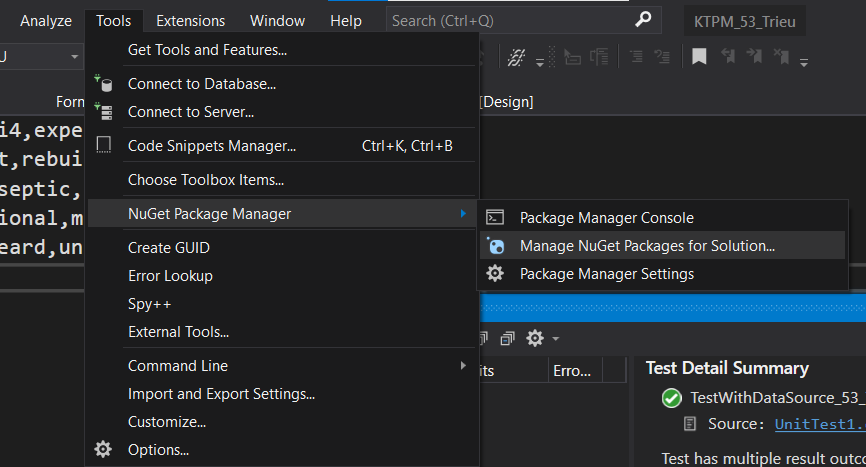 Analyze Tools Extensions Window Help Search (Ctrl+Q) KTPM_53_Trieu
U
Get Tools and Features...
Connect to Database...
Form [Design]
Connect to Server...
i4,expe
Code Snippets Manager... Ctrl+K, Ctrl+B
t,rebui
Choose Toolbox Items...
septic,
NuGet Package Manager
Package Manager Console
ional,m
Create GUID
Manage NuGet Packages for Solution...
eard,un
Error Lookup
Package Manager Settings
Spy++
External Tools...
Command Line
its Erro...
Test Detail Summary
Import and Export Settings...
TestWithDataSource_53_
Customize...
Source: UnitTest1.
Options...
Test has multiple result outco